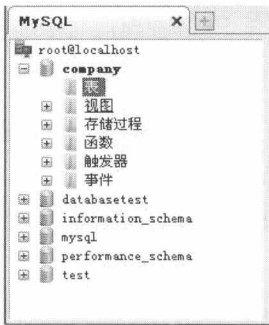 MySQL
root@localhost
company
表
视图
存储过程
函数
触发器
事件
databasetest
information_schema
mysql
performance_schema
test